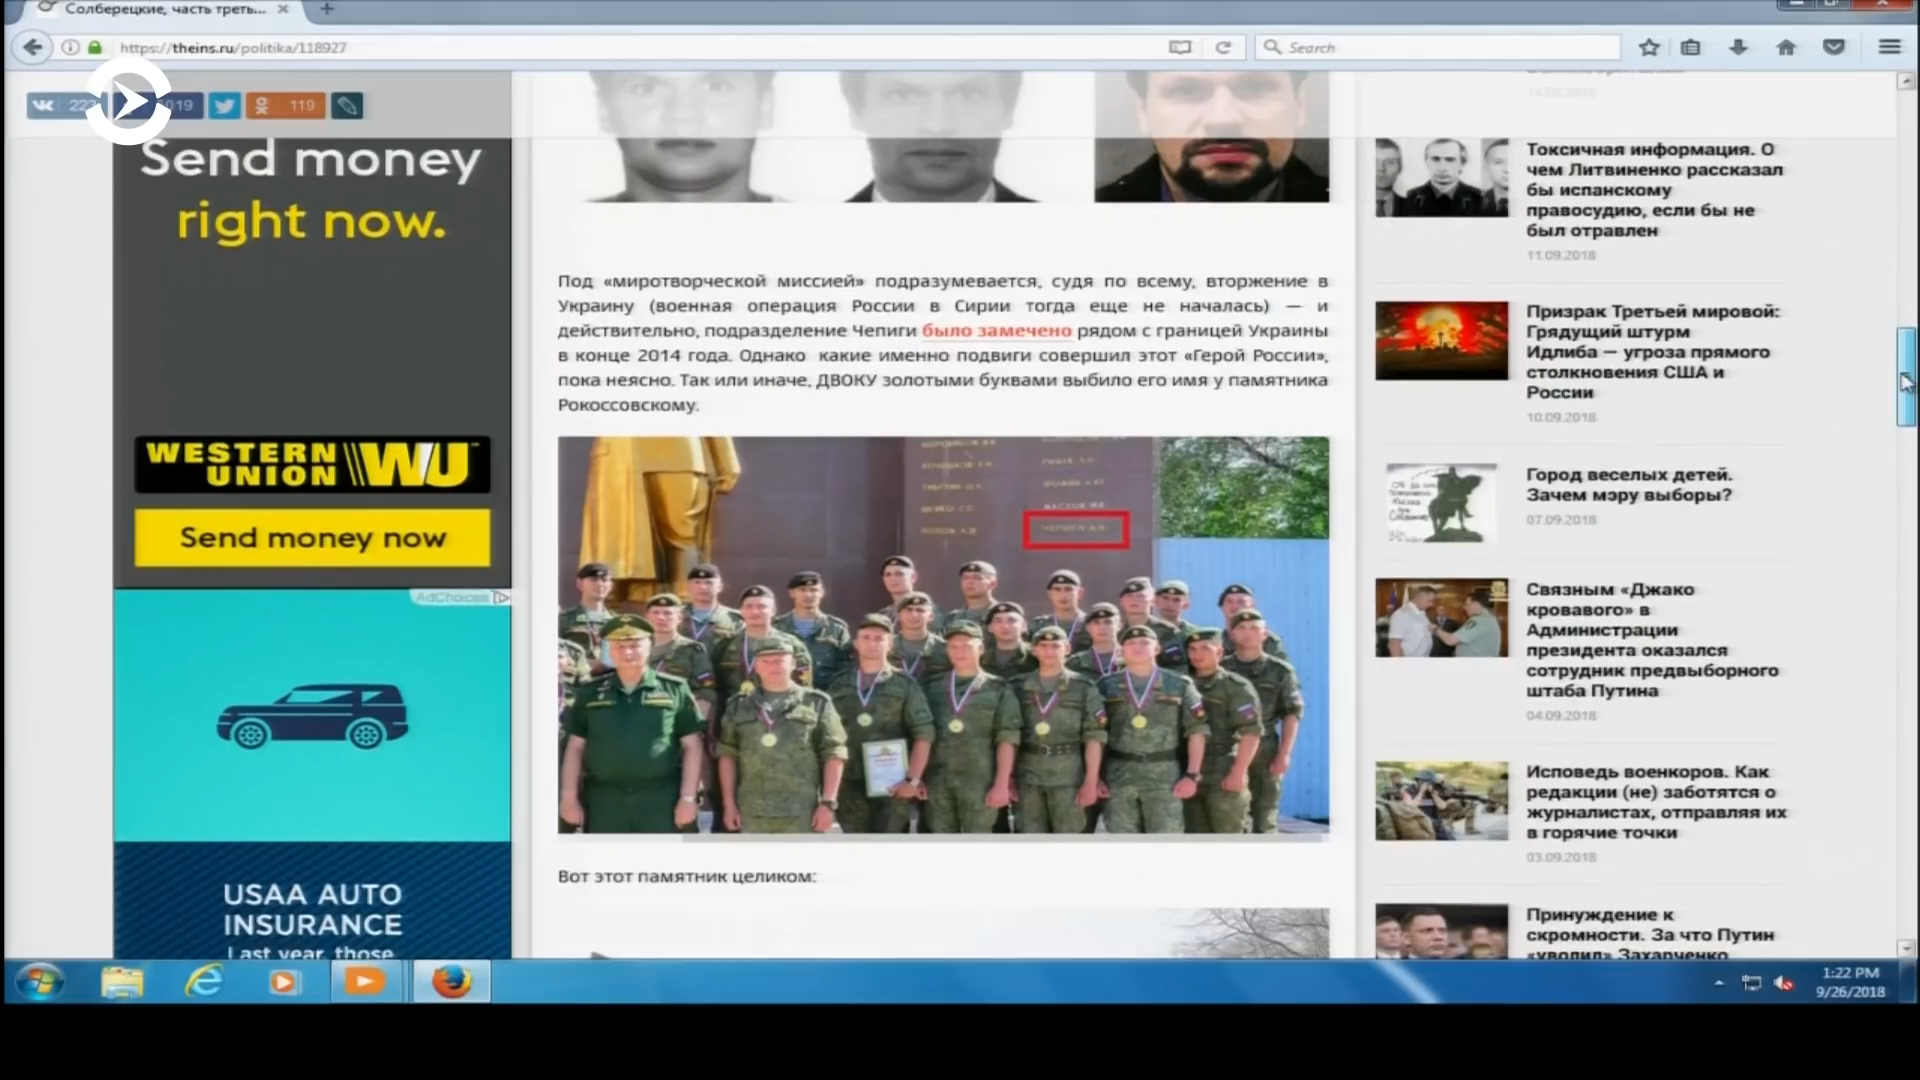 Солберецкие, часть треть...
https://theins.ru/politika/118927
Search
119
Send money
right now.
WESTERN
UNION
WU
Send money now
AdChoices
USAA AUTO
INSURANCE
Last year, those
Под «миротворческой миссией» подразумевается, судя по всему, вторжение в
Украину (военная операция России в Сирии тогда еще не началась) — и
действительно, подразделение Чепиги было замечено рядом с границей Украины
в конце 2014 года. Однако какие именно подвиги совершил этот «Герой России»,
пока неясно. Так или иначе, ДВОКУ золотыми буквами выбило его имя у памятника
Рокоссовскому.
Вот этот памятник целиком:
Токсичная информация. О
чем Литвиненко рассказал
бы испанскому
правосудию, если бы не
был отравлен
11.09.2018
Призрак Третьей мировой:
Грядущий штурм
Идлиба — угроза прямого
столкновения США и
России
10.09.2018
Город веселых детей.
Зачем мэру выборы?
07.09.2018
Связным «Джако
кровавого» в
Администрации
президента оказался
сотрудник предвыборного
штаба Путина
04.09.2018
Исповедь военкоров. Как
редакции (не) заботятся о
журналистах, отправляя их
в горячие точки
03.09.2018
Принуждение к
скромности. За что Путин
«уволил» Захарченко
1:22 PM
9/26/2018